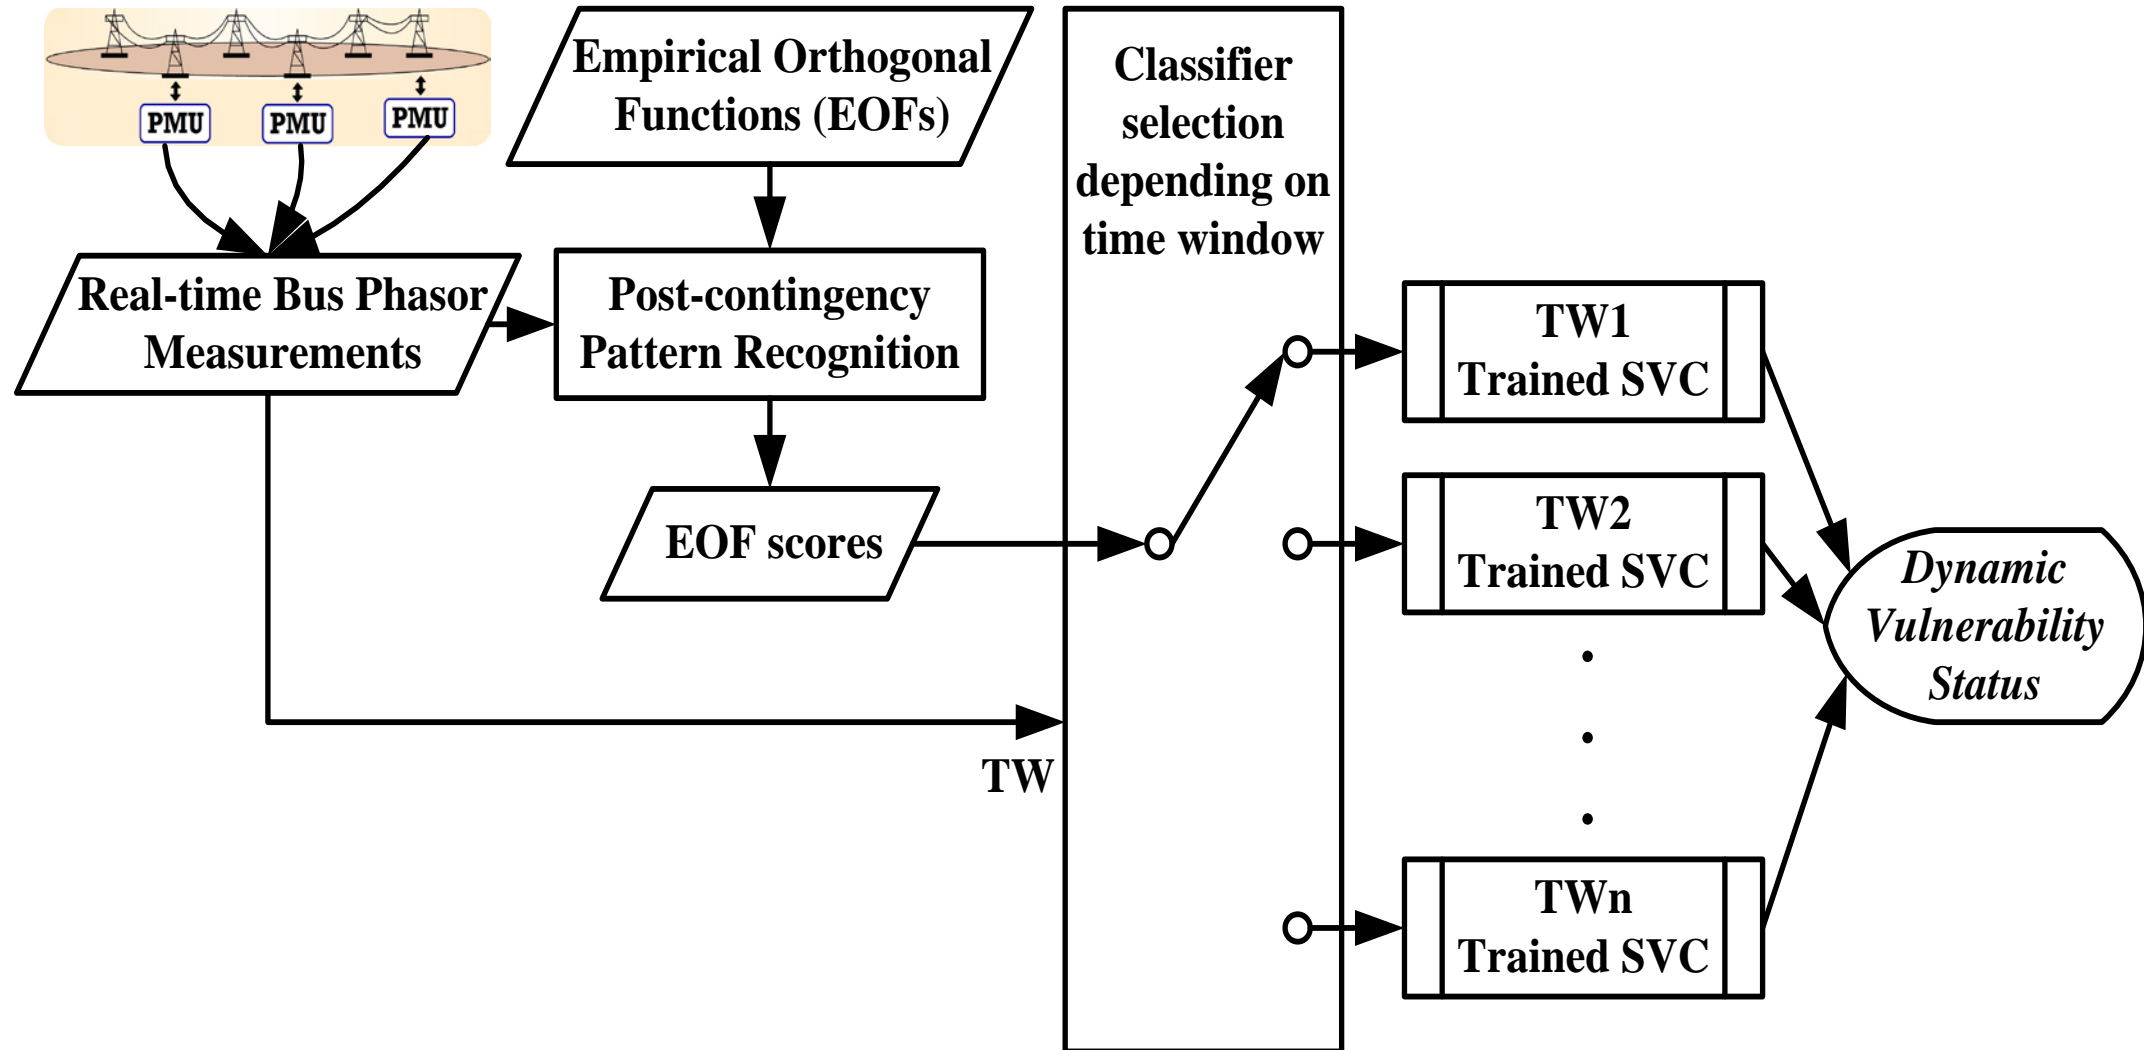 PMU
PMU
PMU
Empirical Orthogonal
Functions (EOFs)
Real-time Bus Phasor
Measurements
Post-contingency
Pattern Recognition
EOF scores
TW
Classifier
selection
depending on
time window
TW1
Trained SVC
TW2
Trained SVC
.
.
.
TWn
Trained SVC
Dynamic
Vulnerability
Status